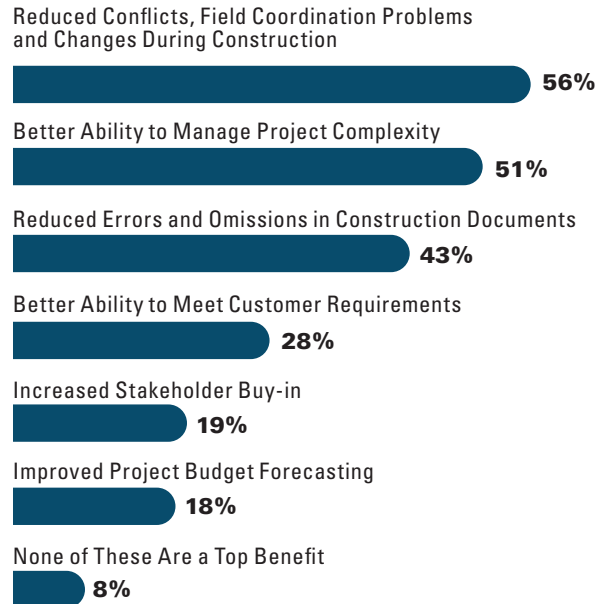 Reduced Conflicts, Field Coordination Problems
and Changes During Construction
56%
Better Ability to Manage Project Complexity
51%
Reduced Errors and Omissions in Construction Documents
43%
Better Ability to Meet Customer Requirements
28%
Increased Stakeholder Buy-in
19%
Improved Project Budget Forecasting
18%
None of These Are a Top Benefit
8%